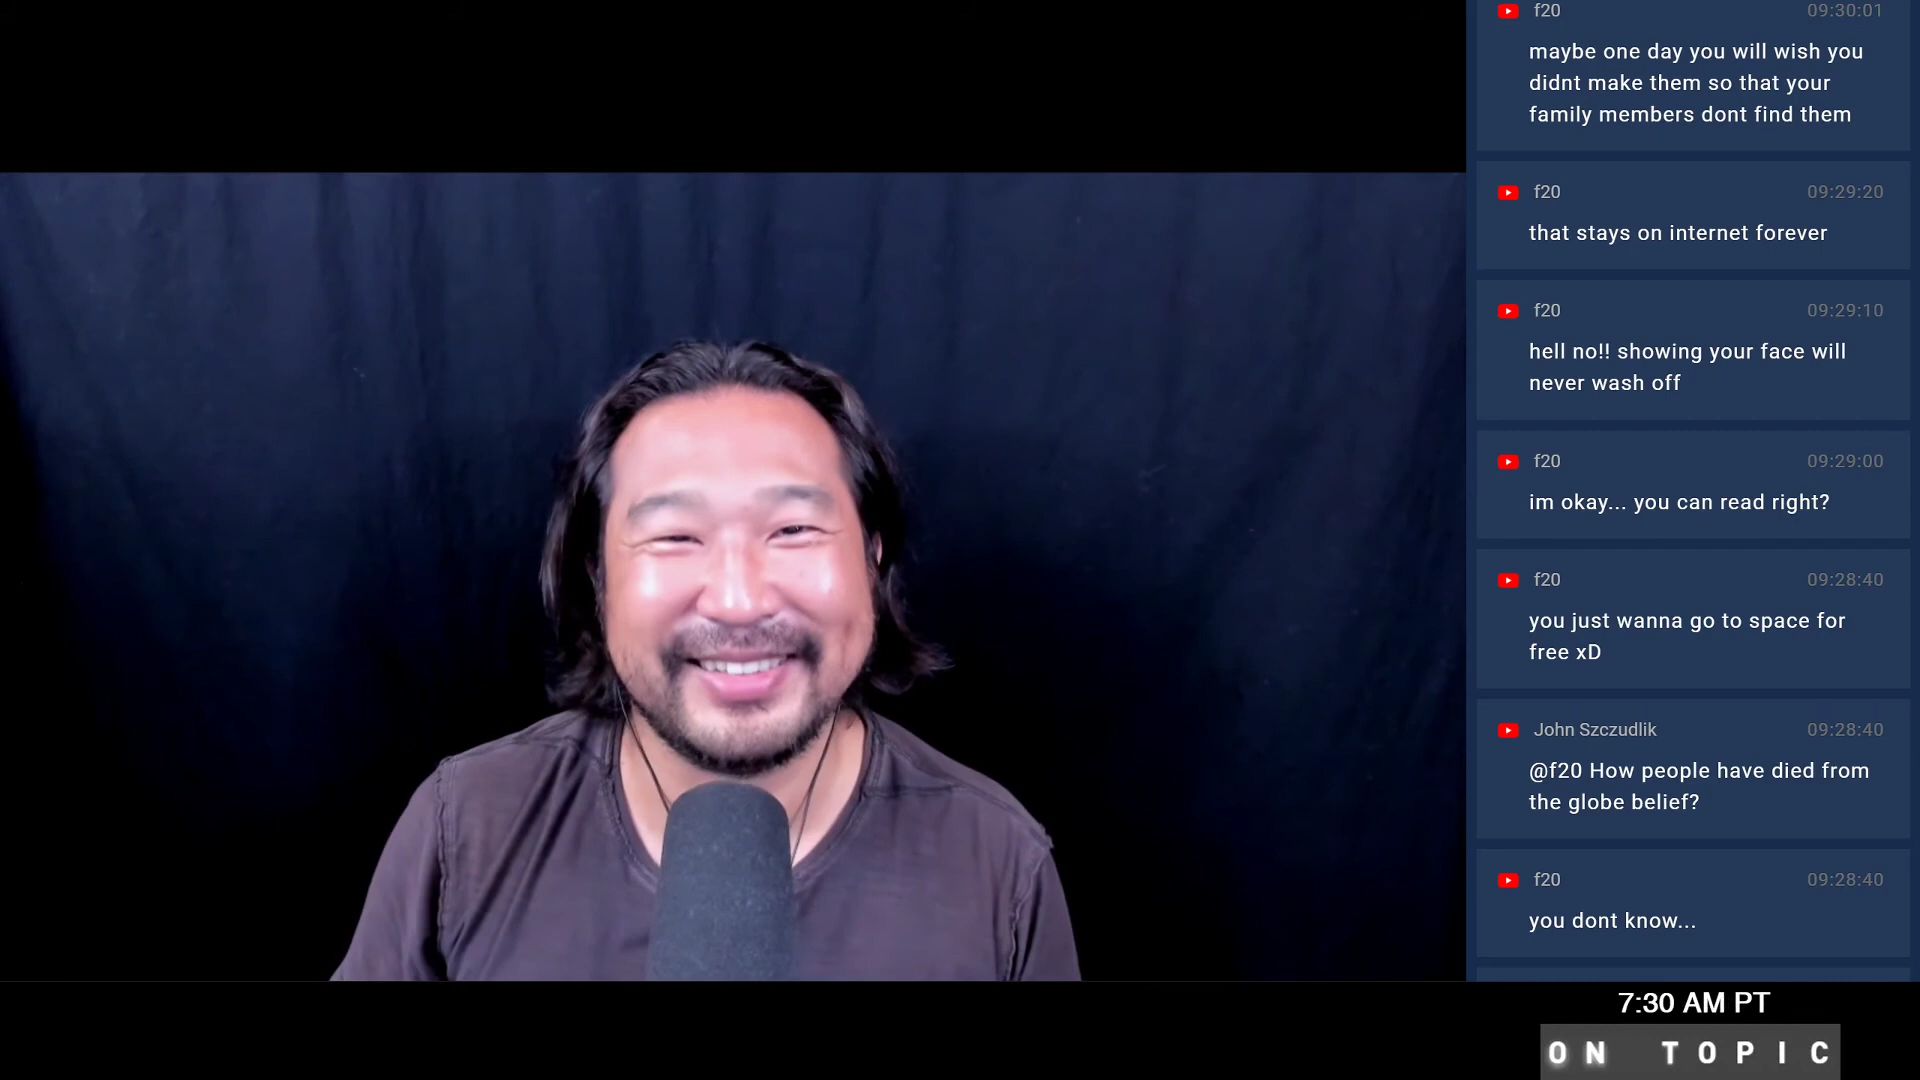 f20 09:30:01
maybe one day you will wish you
didnt make them so that your
family members dont find them
f20 09:29:20
that stays on internet forever
f20 09:29:10
hell no!! showing your face will
never wash off
f20 09:29:00
im okay... you can read right?
f20 09:28:40
you just wanna go to space for
free xD
John Szczudlik 09:28:40
@f20 How people have died from
the globe belief?
f20 09:28:40
you dont know...
7:30 AM PT
ON TOPIC